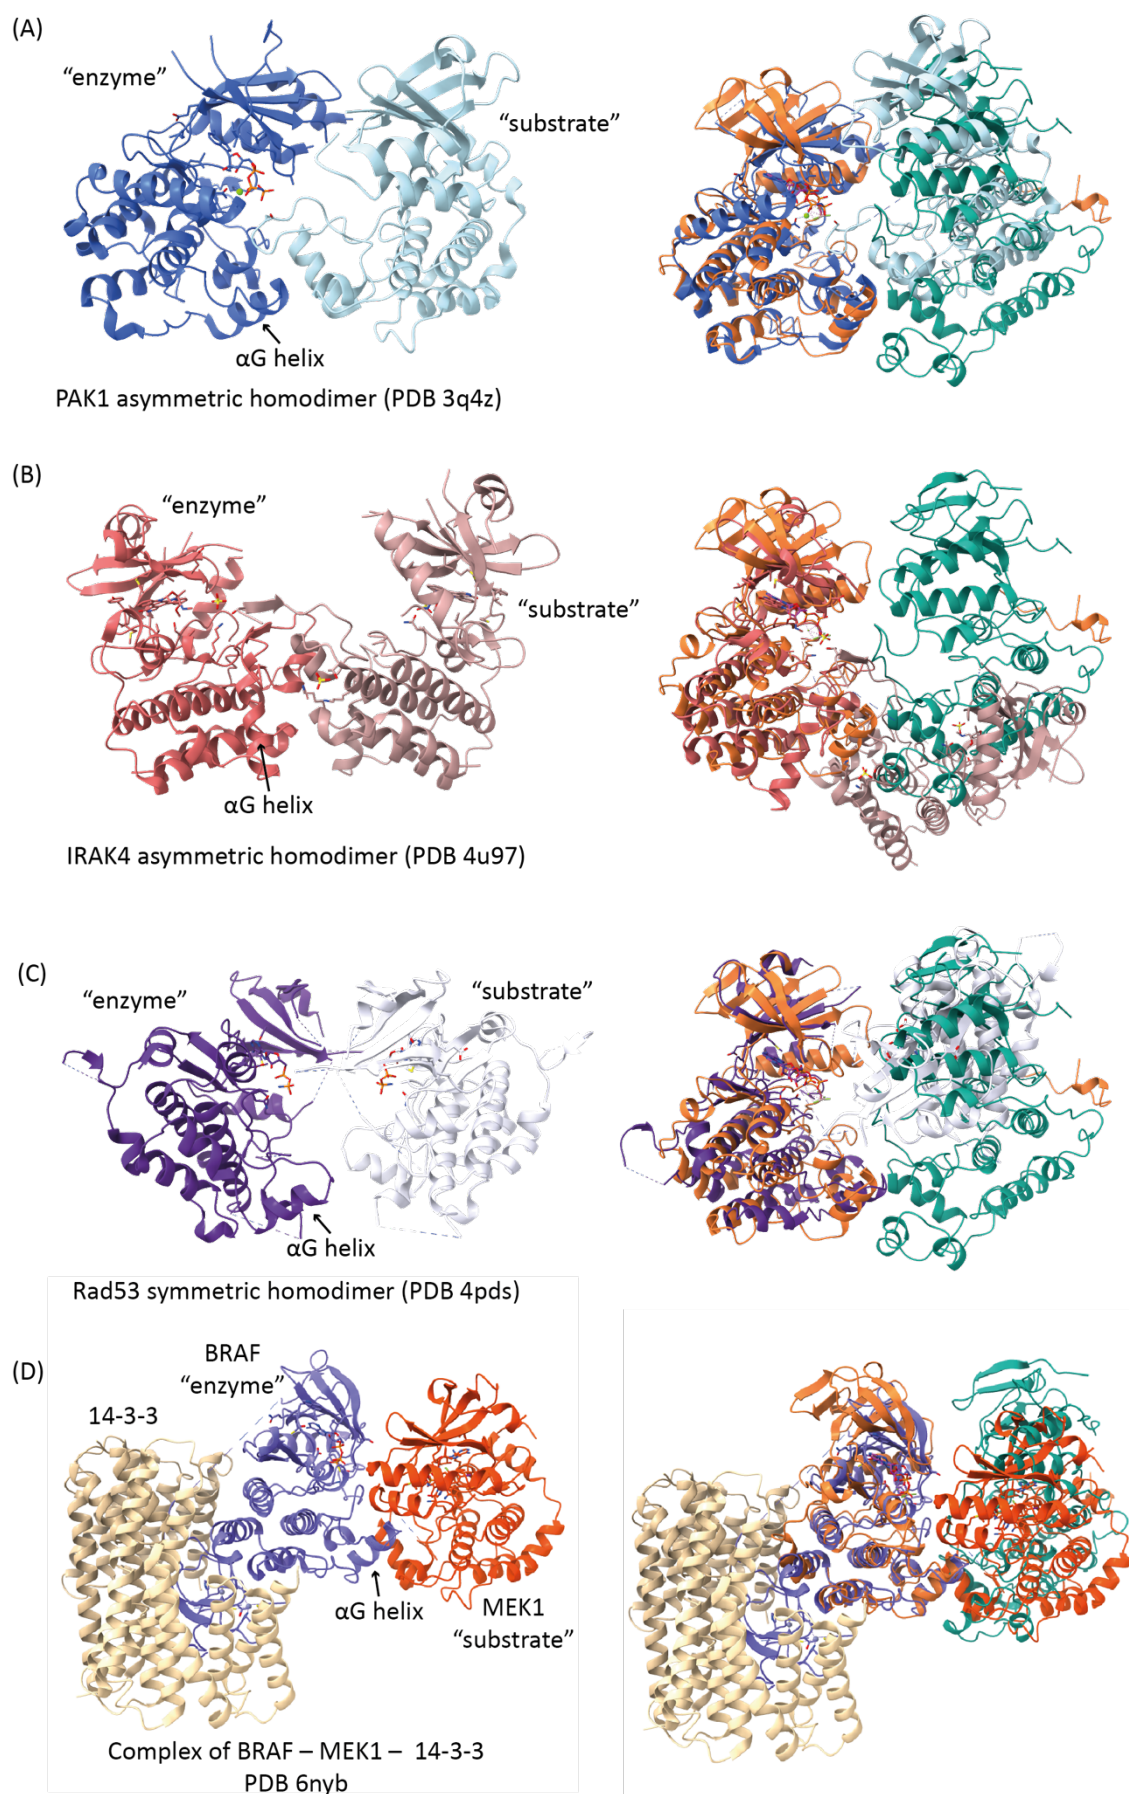 (A)
“enzyme”
“substrate”
αG helix
PAK1 asymmetric homodimer (PDB 3q4z)
(B)
“enzyme”
“substrate”
αG helix
IRAK4 asymmetric homodimer (PDB 4u97)
(C)
“enzyme”
“substrate”
αG helix
Rad53 symmetric homodimer (PDB 4pds)
(D)
BRAF
“enzyme”
14-3-3
αG helix
MEK1
“substrate”
Complex of BRAF – MEK1 – 14-3-3
PDB 6nyb